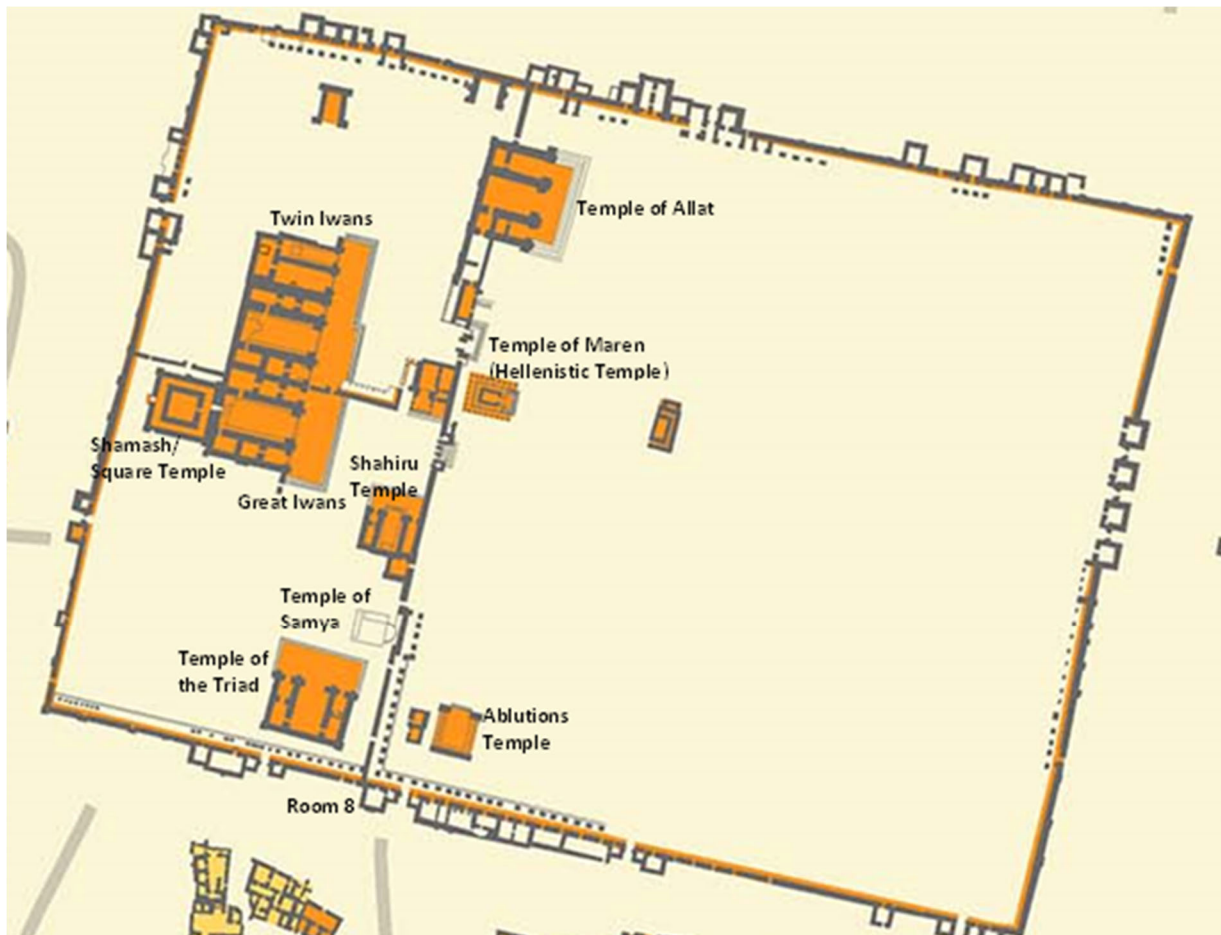 Temple of Allat
Twin Iwans
Temple of Maren
(Hellenistic Temple)
Shamash/
Square Temple
Shahiru
Temple
Great Iwans
Temple of
Samya
Temple of
the Triad
Ablutions
Temple
Room 8